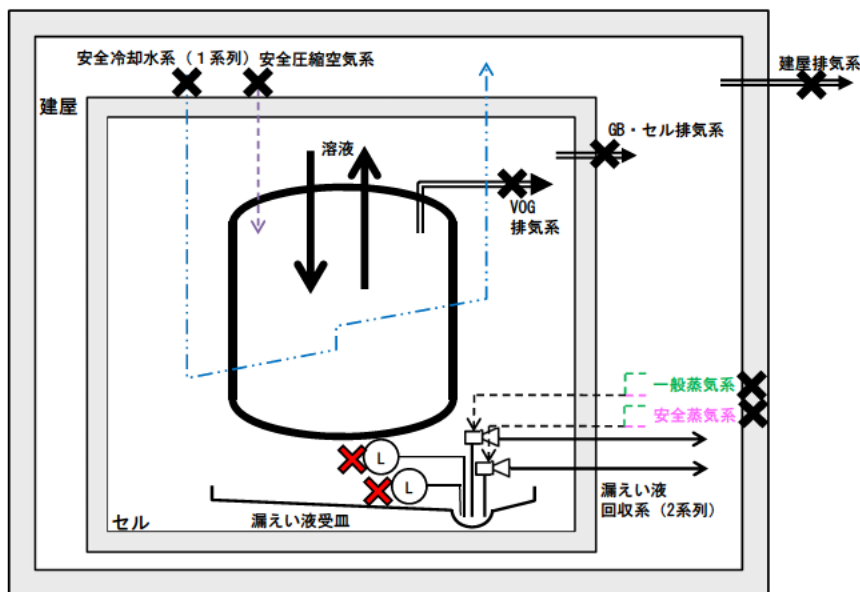 安全冷却水系（１系列）
安全圧縮空気系
建屋排気系
建屋
GB・セル排気系
溶液
VOG
排気系
一般蒸気系
安全蒸気系
L
L
漏えい液
回収系（2系列）
漏えい液受皿
セル